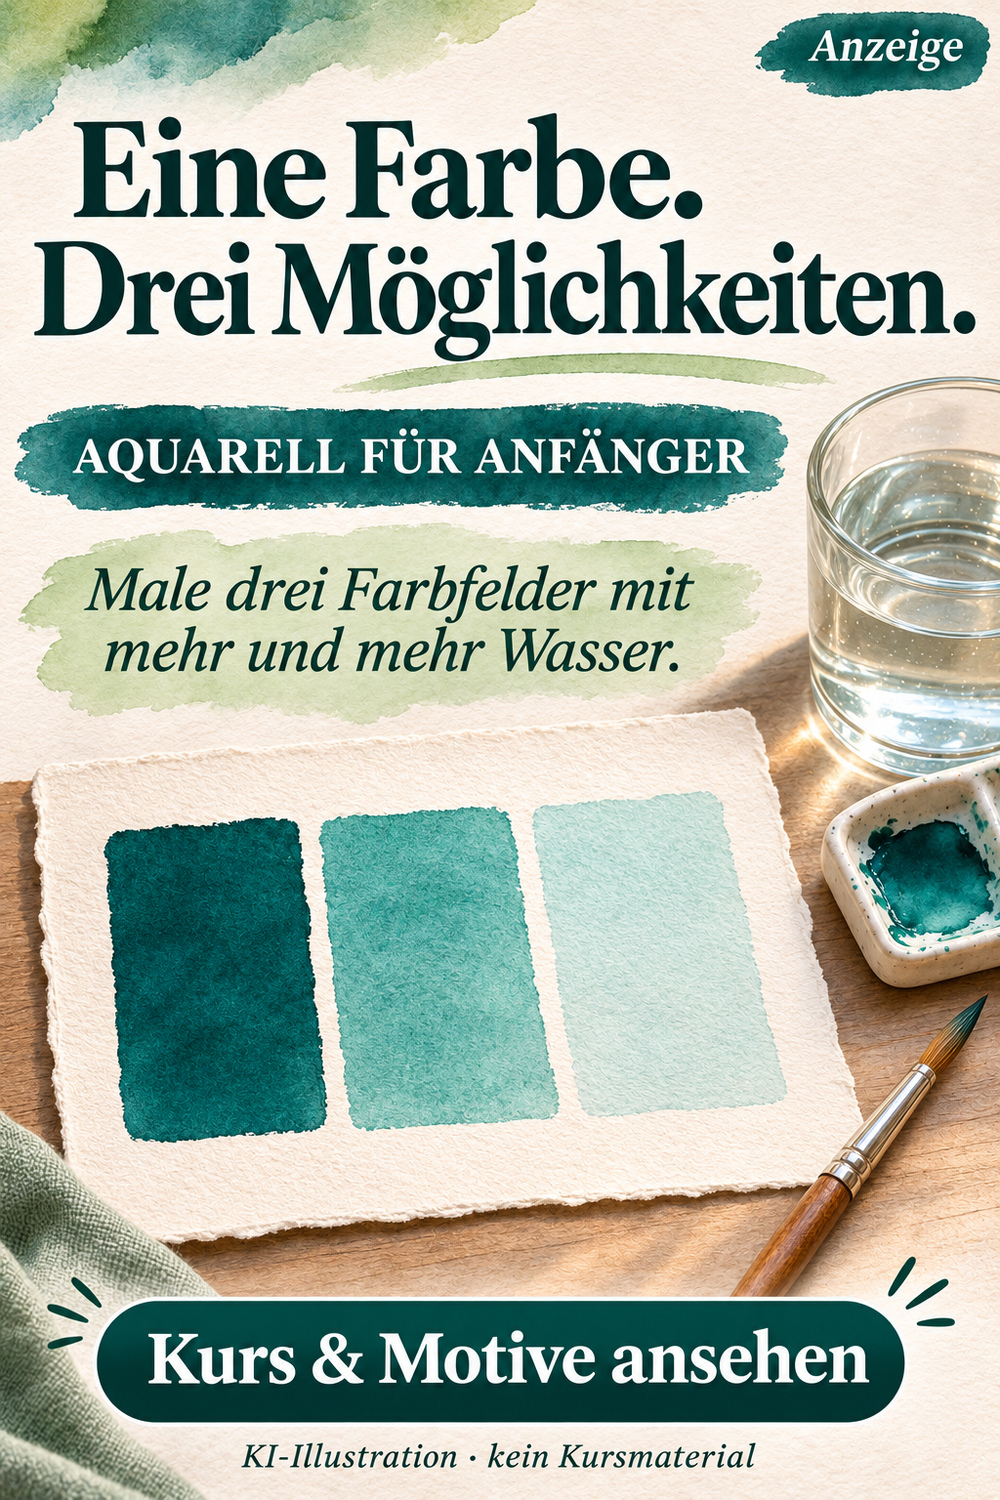 Anzeige
Eine Farbe.
Drei Möglichkeiten.
AQUARELL FÜR ANFÄNGER
Male drei Farbfelder mit
mehr und mehr Wasser.
Kurs & Motive ansehen
KI-Illustration · kein Kursmaterial